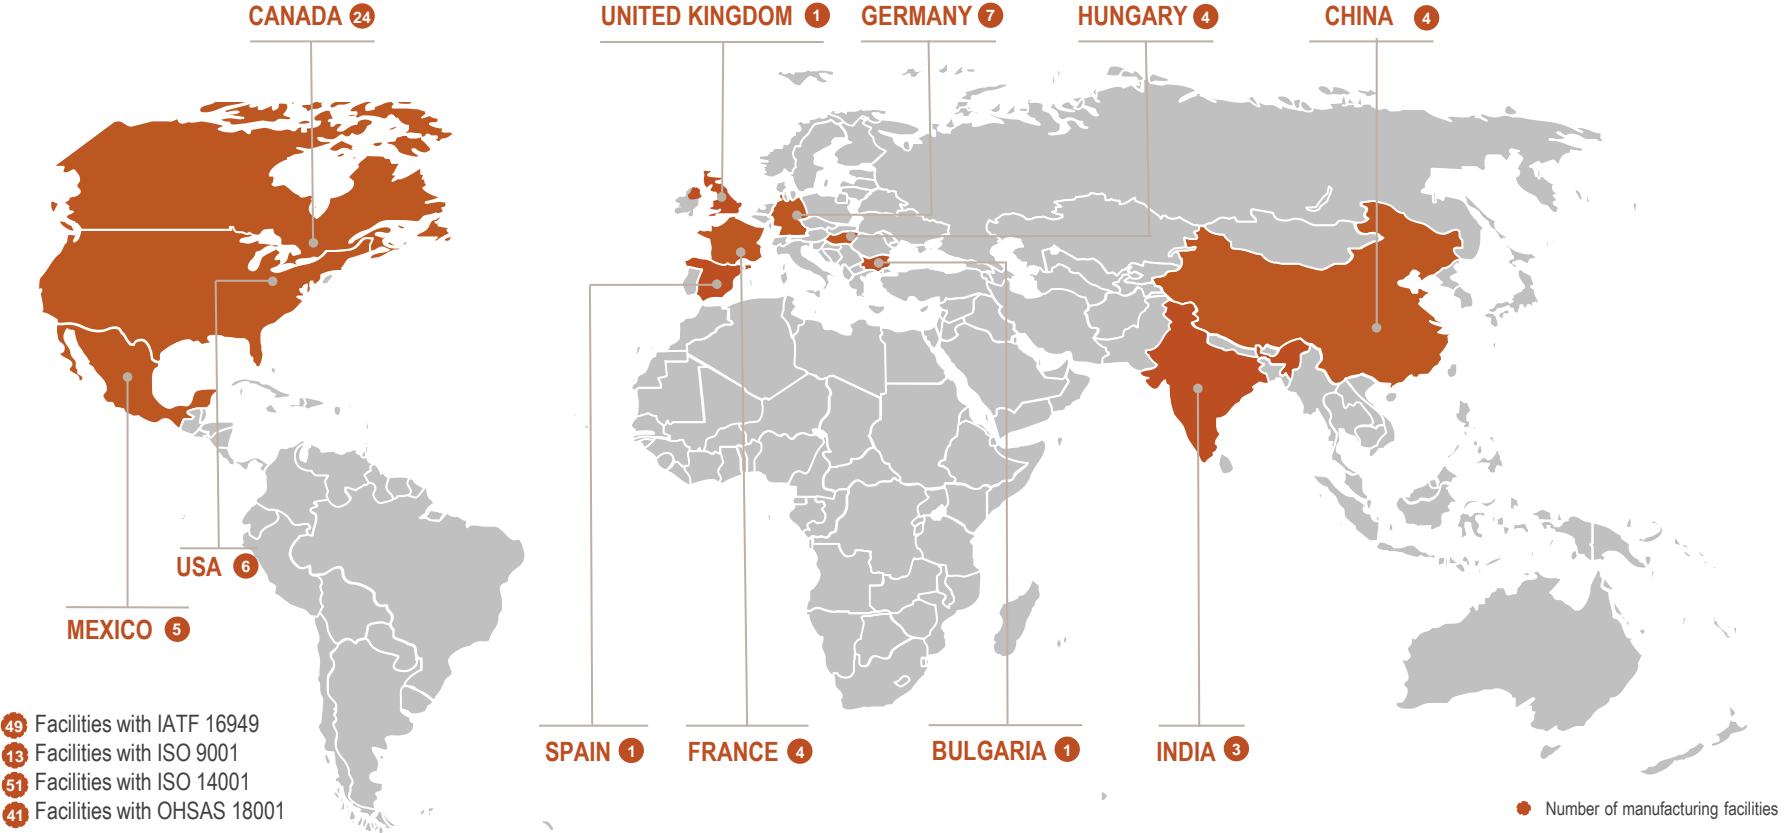 CANADA 24
UNITED KINGDOM 1
GERMANY 7
HUNGARY 4
CHINA 4
USA 6
MEXICO 5
49 Facilities with IATF 16949
13 Facilities with ISO 9001
51 Facilities with ISO 14001
41 Facilities with OHSAS 18001
SPAIN 1
FRANCE 4
BULGARIA 1
INDIA 3
Number of manufacturing facilities